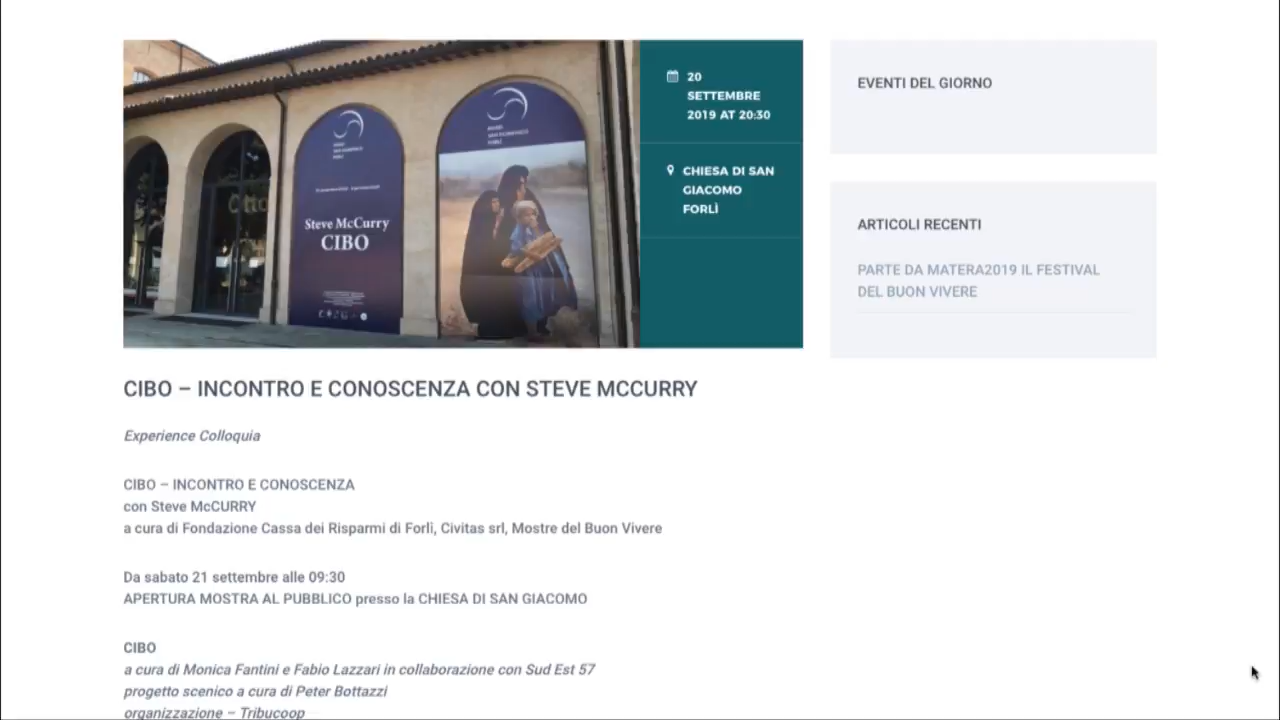 Otto
Steve McCurry
CIBO
FORLÌ
20
SETTEMBRE
2019 AT 20:30
CHIESA DI SAN
GIACOMO
FORLÌ
EVENTI DEL GIORNO
ARTICOLI RECENTI
PARTE DA MATERA2019 IL FESTIVAL
DEL BUON VIVERE
CIBO – INCONTRO E CONOSCENZA CON STEVE MCCURRY
Experience Colloquia
CIBO – INCONTRO E CONOSCENZA
con Steve McCURRY
a cura di Fondazione Cassa dei Risparmi di Forlì, Civitas srl, Mostre del Buon Vivere
Da sabato 21 settembre alle 09:30
APERTURA MOSTRA AL PUBBLICO presso la CHIESA DI SAN GIACOMO
CIBO
a cura di Monica Fantini e Fabio Lazzari in collaborazione con Sud Est 57
progetto scenico a cura di Peter Bottazzi
organizzazione – Tribucoop